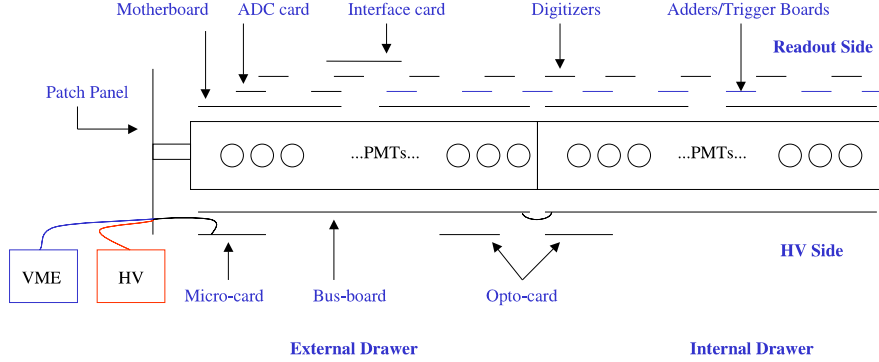 Motherboard ADC card Interface card Digitizers Adders/Trigger Boards
Readout Side
Patch Panel
...PMTs... ...PMTs...
HV Side
VME HV
Micro-card Bus-board Opto-card
External Drawer Internal Drawer